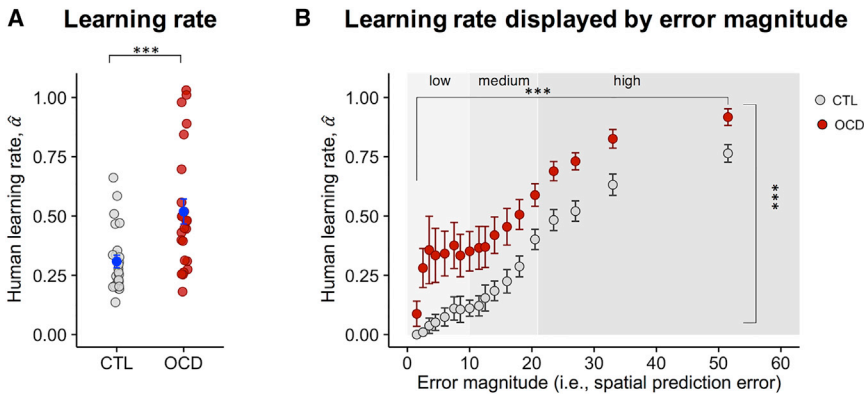 A Learning rate
***
Human learning rate, α̂
1.00
0.75
0.50
0.25
0.00
CTL OCD
B Learning rate displayed by error magnitude
low medium high
***
Human learning rate, α̂
1.00
0.75
0.50
0.25
0.00
***
0 10 20 30 40 50 60
Error magnitude (i.e., spatial prediction error)
CTL
OCD